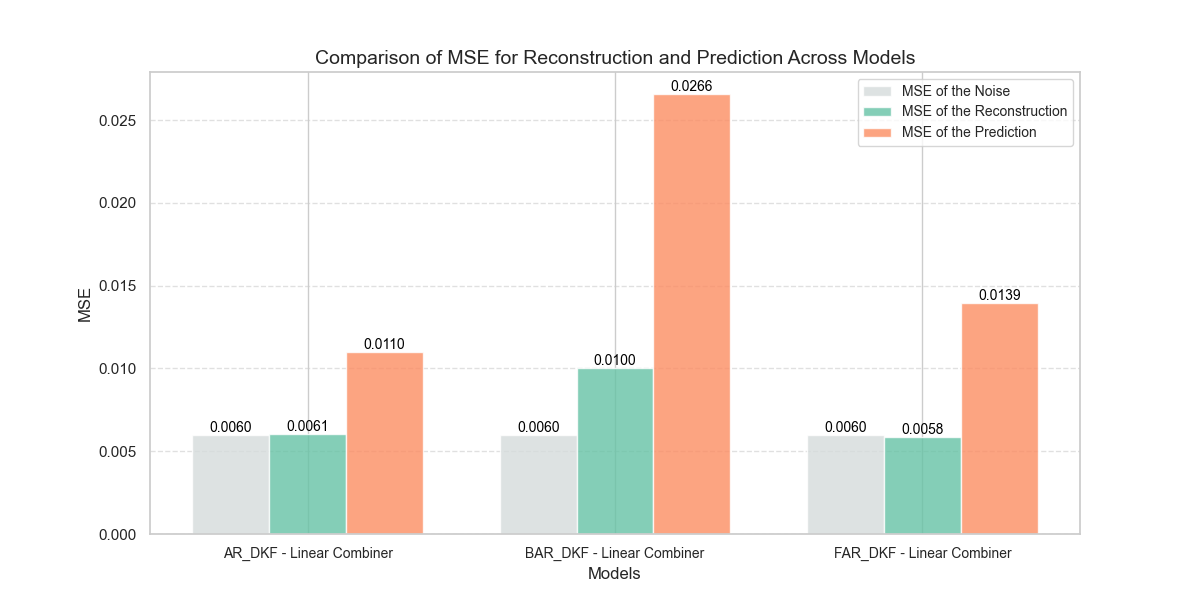 Comparison of MSE for Reconstruction and Prediction Across Models
MSE of the Noise
MSE of the Reconstruction
MSE of the Prediction
MSE
0.025
0.020
0.015
0.010
0.005
0.000
0.0060
0.0061
0.0110
0.0060
0.0100
0.0266
0.0060
0.0058
0.0139
AR_DKF - Linear Combiner
BAR_DKF - Linear Combiner
FAR_DKF - Linear Combiner
Models